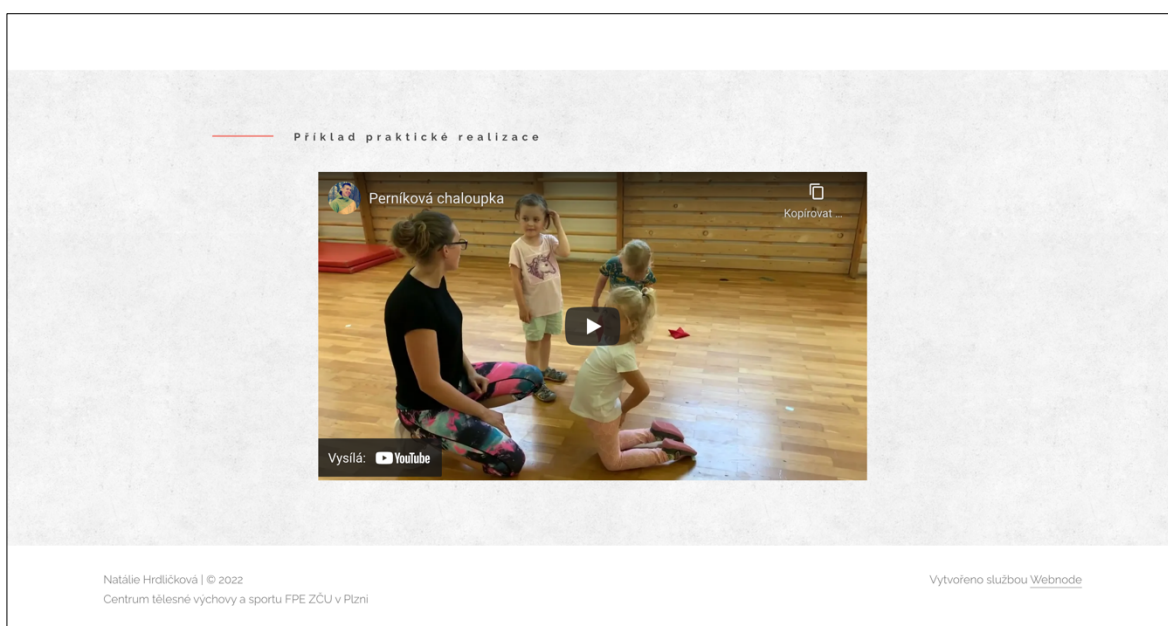 Příklad praktické realizace
Perníková chaloupka
Kopírovat ...
Vysílá: YouTube
Natálie Hrdličková | © 2022
Centrum tělesné výchovy a sportu FPE ZČU v Plzni
Vytvořeno službou Webnode